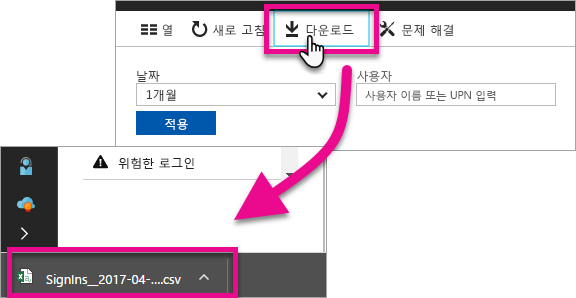 열 새로 고침 다운로드 문제 해결
날짜 사용자
1개월 사용자 이름 또는 UPN 입력
적용
위험한 로그인
SignIns__2017-04-....csv